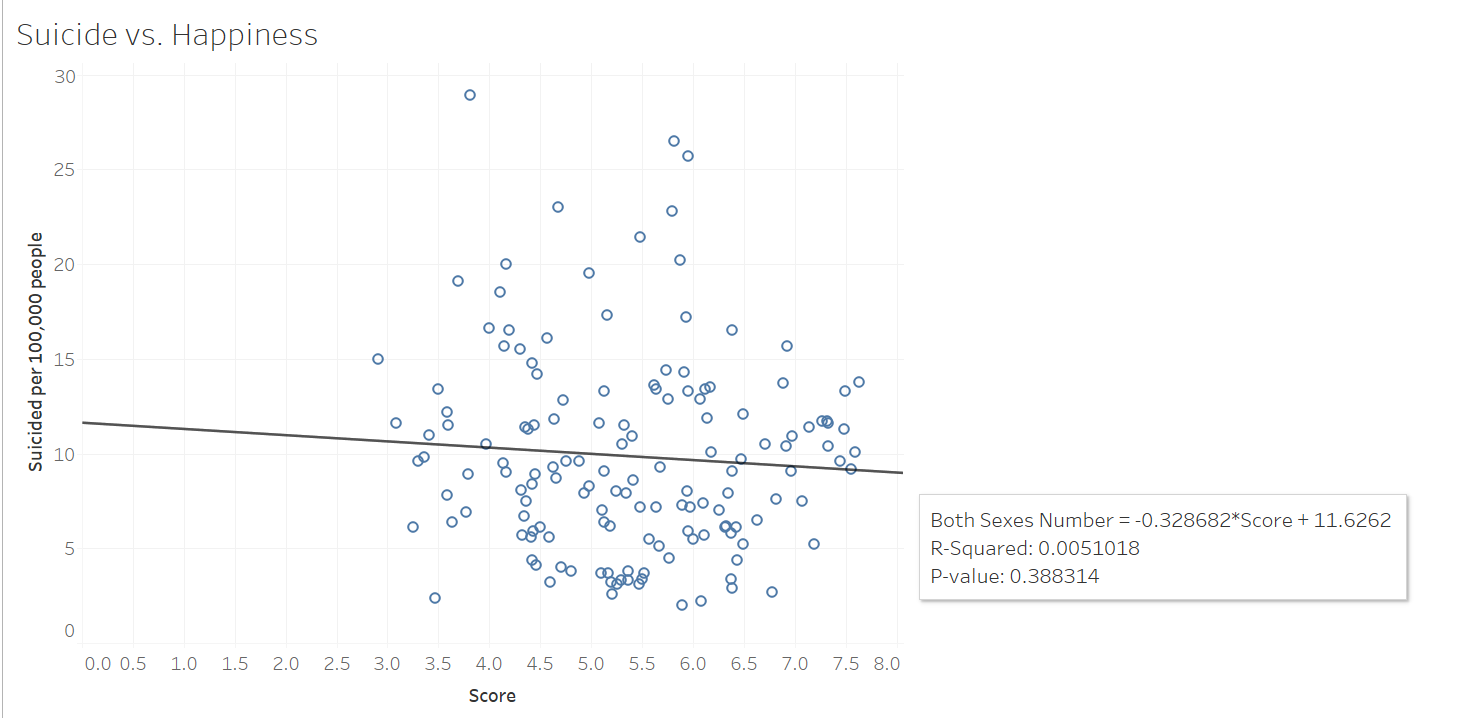 Suicide vs. Happiness
30
25
20
15
10
5
0
Suicided per 100,000 people
0.0 0.5 1.0 1.5 2.0 2.5 3.0 3.5 4.0 4.5 5.0 5.5 6.0 6.5 7.0 7.5 8.0
Score
Both Sexes Number = -0.328682*Score + 11.6262
R-Squared: 0.0051018
P-value: 0.388314